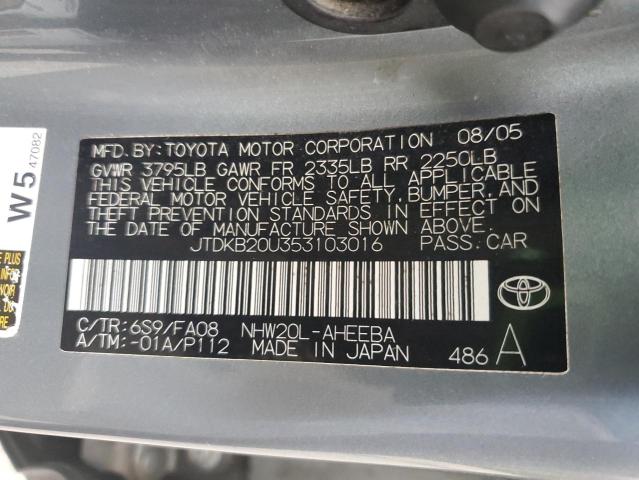 MFD. BY: TOYOTA MOTOR CORPORATION 08/05
GVWR 3795LB GAWR FR 2335LB RR 2250LB
THIS VEHICLE CONFORMS TO ALL APPLICABLE
FEDERAL MOTOR VEHICLE SAFETY, BUMPER, AND
THEFT PREVENTION STANDARDS IN EFFECT ON
THE DATE OF MANUFACTURE SHOWN ABOVE.
JTDKB20U353103016 PASS. CAR
TOYOTA
C/TR: 6S9/FA08 NHW20L-AHEEBA
A/TM: -01A/P112 MADE IN JAPAN 486 A
W5 47082